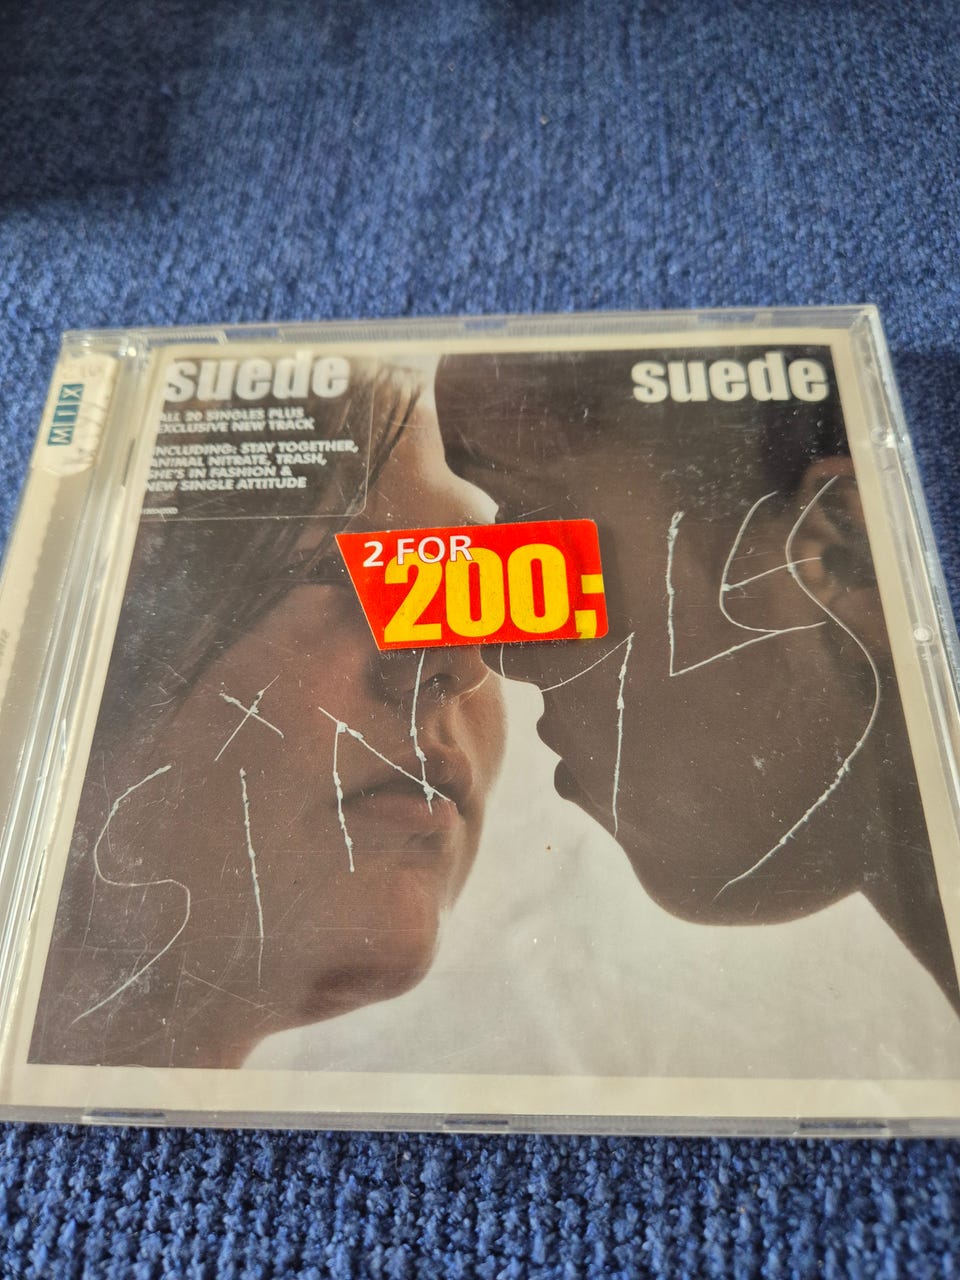 MIX
suede
ALL 20 SINGLES PLUS
EXCLUSIVE NEW TRACK
INCLUDING: STAY TOGETHER,
ANIMAL NITRATE, TRASH,
SHE'S IN FASHION &
NEW SINGLE ATTITUDE
suede
2 FOR
200;
SINGLES